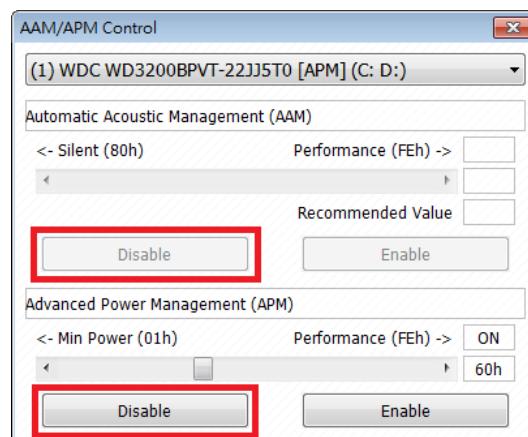 AAM/APM Control
(1) WDC WD3200BPVT-22JJ5T0 [APM] (C: D:)
Automatic Acoustic Management (AAM)
<- Silent (80h) Performance (FEh) ->
Recommended Value
Disable Enable
Advanced Power Management (APM)
<- Min Power (01h) Performance (FEh) -> ON
60h
Disable Enable